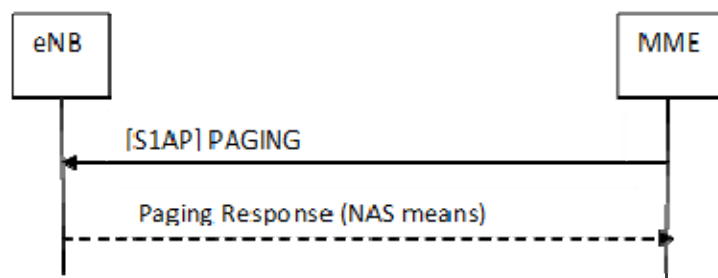 eNB
MME
[S1AP] PAGING
Paging Response (NAS means)